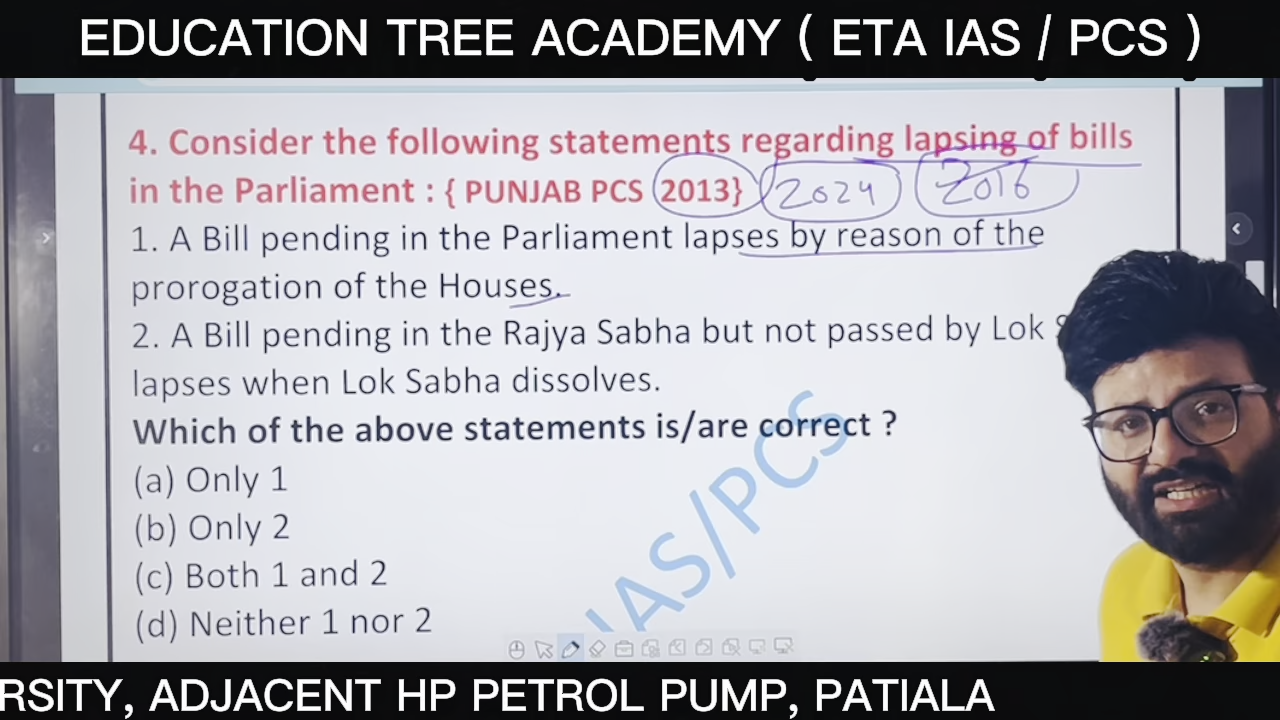 EDUCATION TREE ACADEMY ( ETA IAS / PCS )
4. Consider the following statements regarding lapsing of bills
in the Parliament : { PUNJAB PCS 2013} 2024 2016
1. A Bill pending in the Parliament lapses by reason of the
prorogation of the Houses.
2. A Bill pending in the Rajya Sabha but not passed by Lok
lapses when Lok Sabha dissolves.
Which of the above statements is/are correct ?
(a) Only 1
(b) Only 2
(c) Both 1 and 2
(d) Neither 1 nor 2
IAS/PCS
RSITY, ADJACENT HP PETROL PUMP, PATIALA